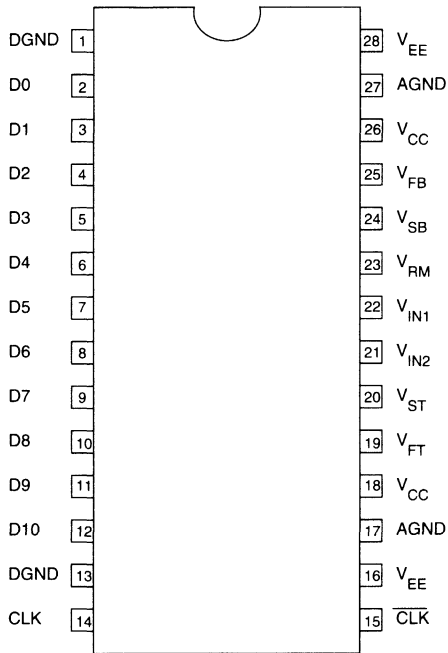 DGND 1 28 VEE
D0 2 27 AGND
D1 3 26 VCC
D2 4 25 VFB
D3 5 24 VSB
D4 6 23 VRM
D5 7 22 VIN1
D6 8 21 VIN2
D7 9 20 VST
D8 10 19 VFT
D9 11 18 VCC
D10 12 17 AGND
DGND 13 16 VEE
CLK 14 15 C̅L̅K̅